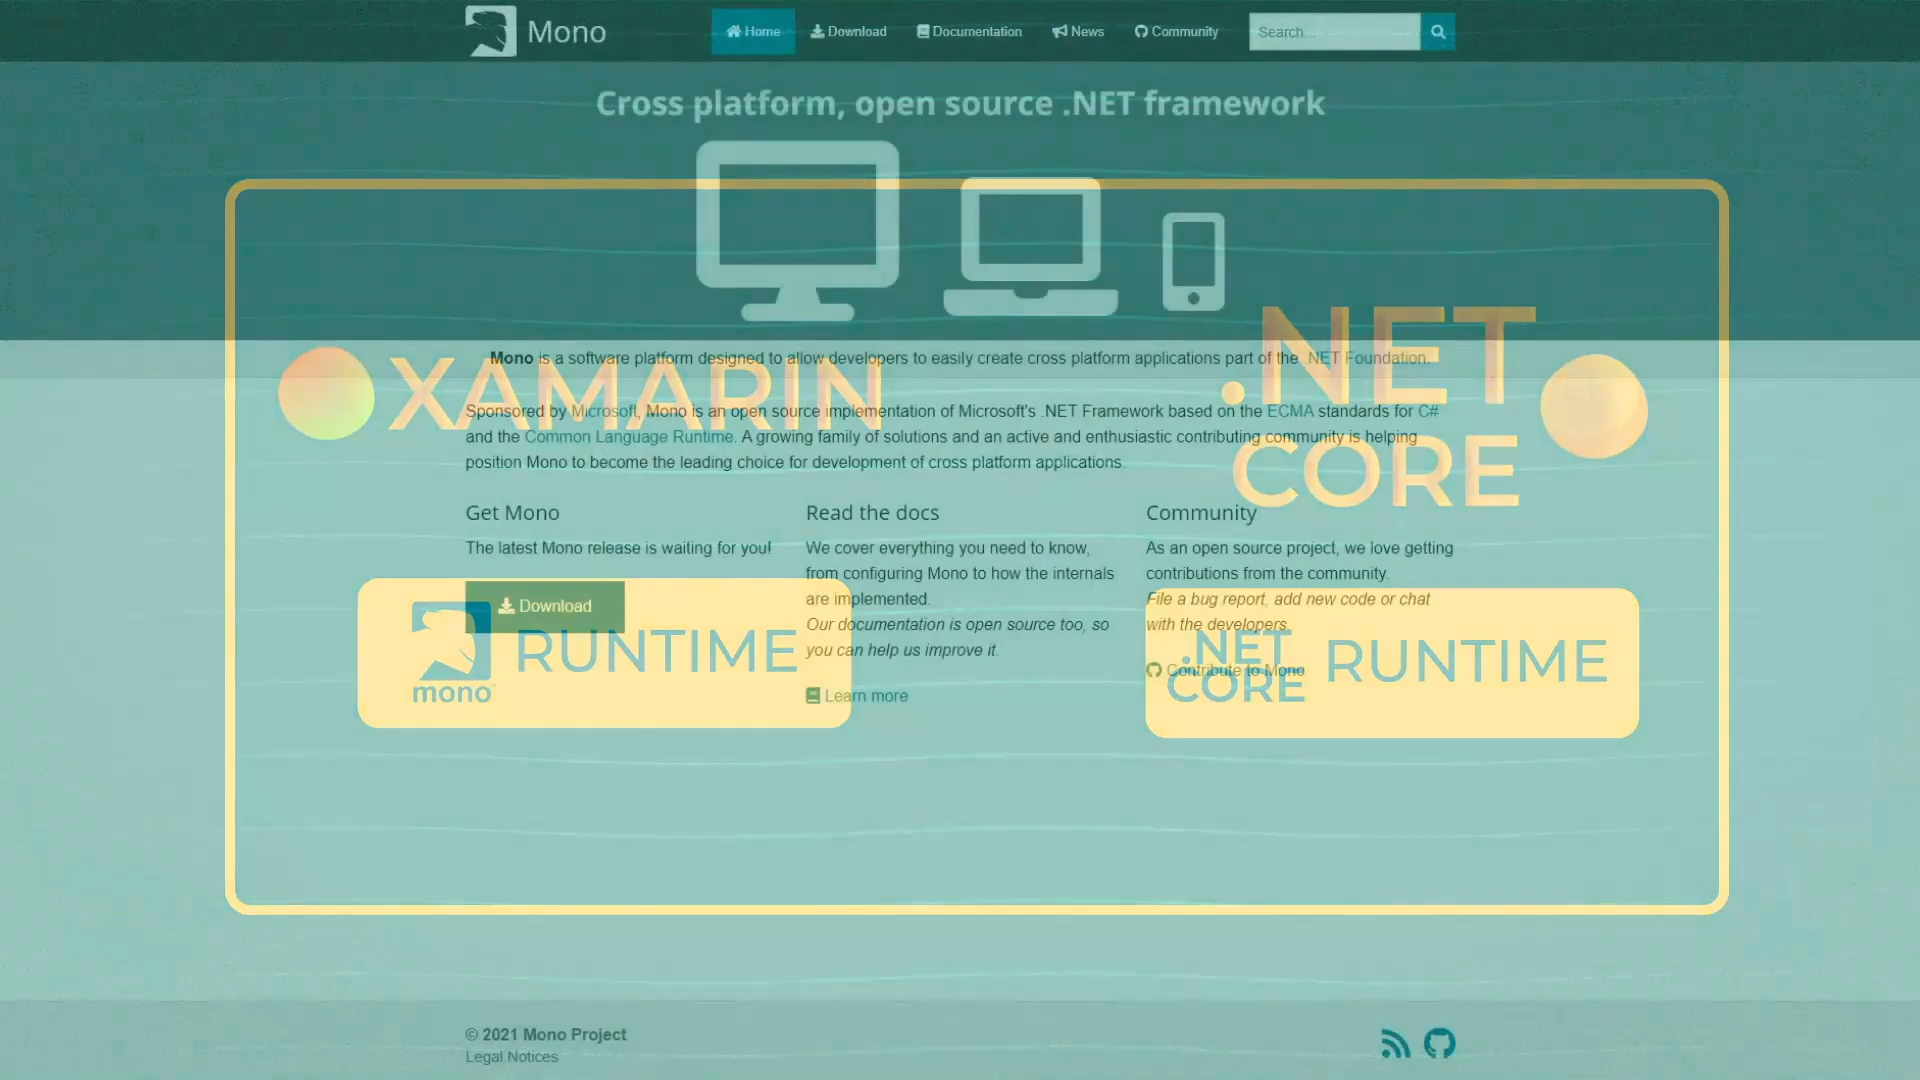 Mono
Home
Download
Documentation
News
Community
Search...
Cross platform, open source .NET framework
Mono is a software platform designed to allow developers to easily create cross platform applications part of the .NET Foundation.
XAMARIN
.NET
CORE
Sponsored by Microsoft, Mono is an open source implementation of Microsoft's .NET Framework based on the ECMA standards for C#
and the Common Language Runtime. A growing family of solutions and an active and enthusiastic contributing community is helping
position Mono to become the leading choice for development of cross platform applications.
Get Mono
The latest Mono release is waiting for you!
Download
Read the docs
We cover everything you need to know,
from configuring Mono to how the internals
are implemented.
Our documentation is open source too, so
you can help us improve it.
Learn more
Community
As an open source project, we love getting
contributions from the community.
File a bug report, add new code or chat
with the developers.
Contribute to Mono
mono
RUNTIME
.NET
CORE
RUNTIME
© 2021 Mono Project
Legal Notices